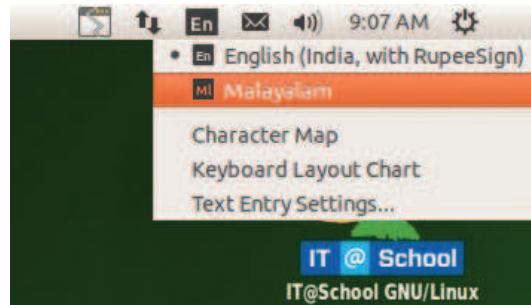 En 9:07 AM
En English (India, with RupeeSign)
Ml Malayalam
Character Map
Keyboard Layout Chart
Text Entry Settings...
IT @ School
IT@School GNU/Linux